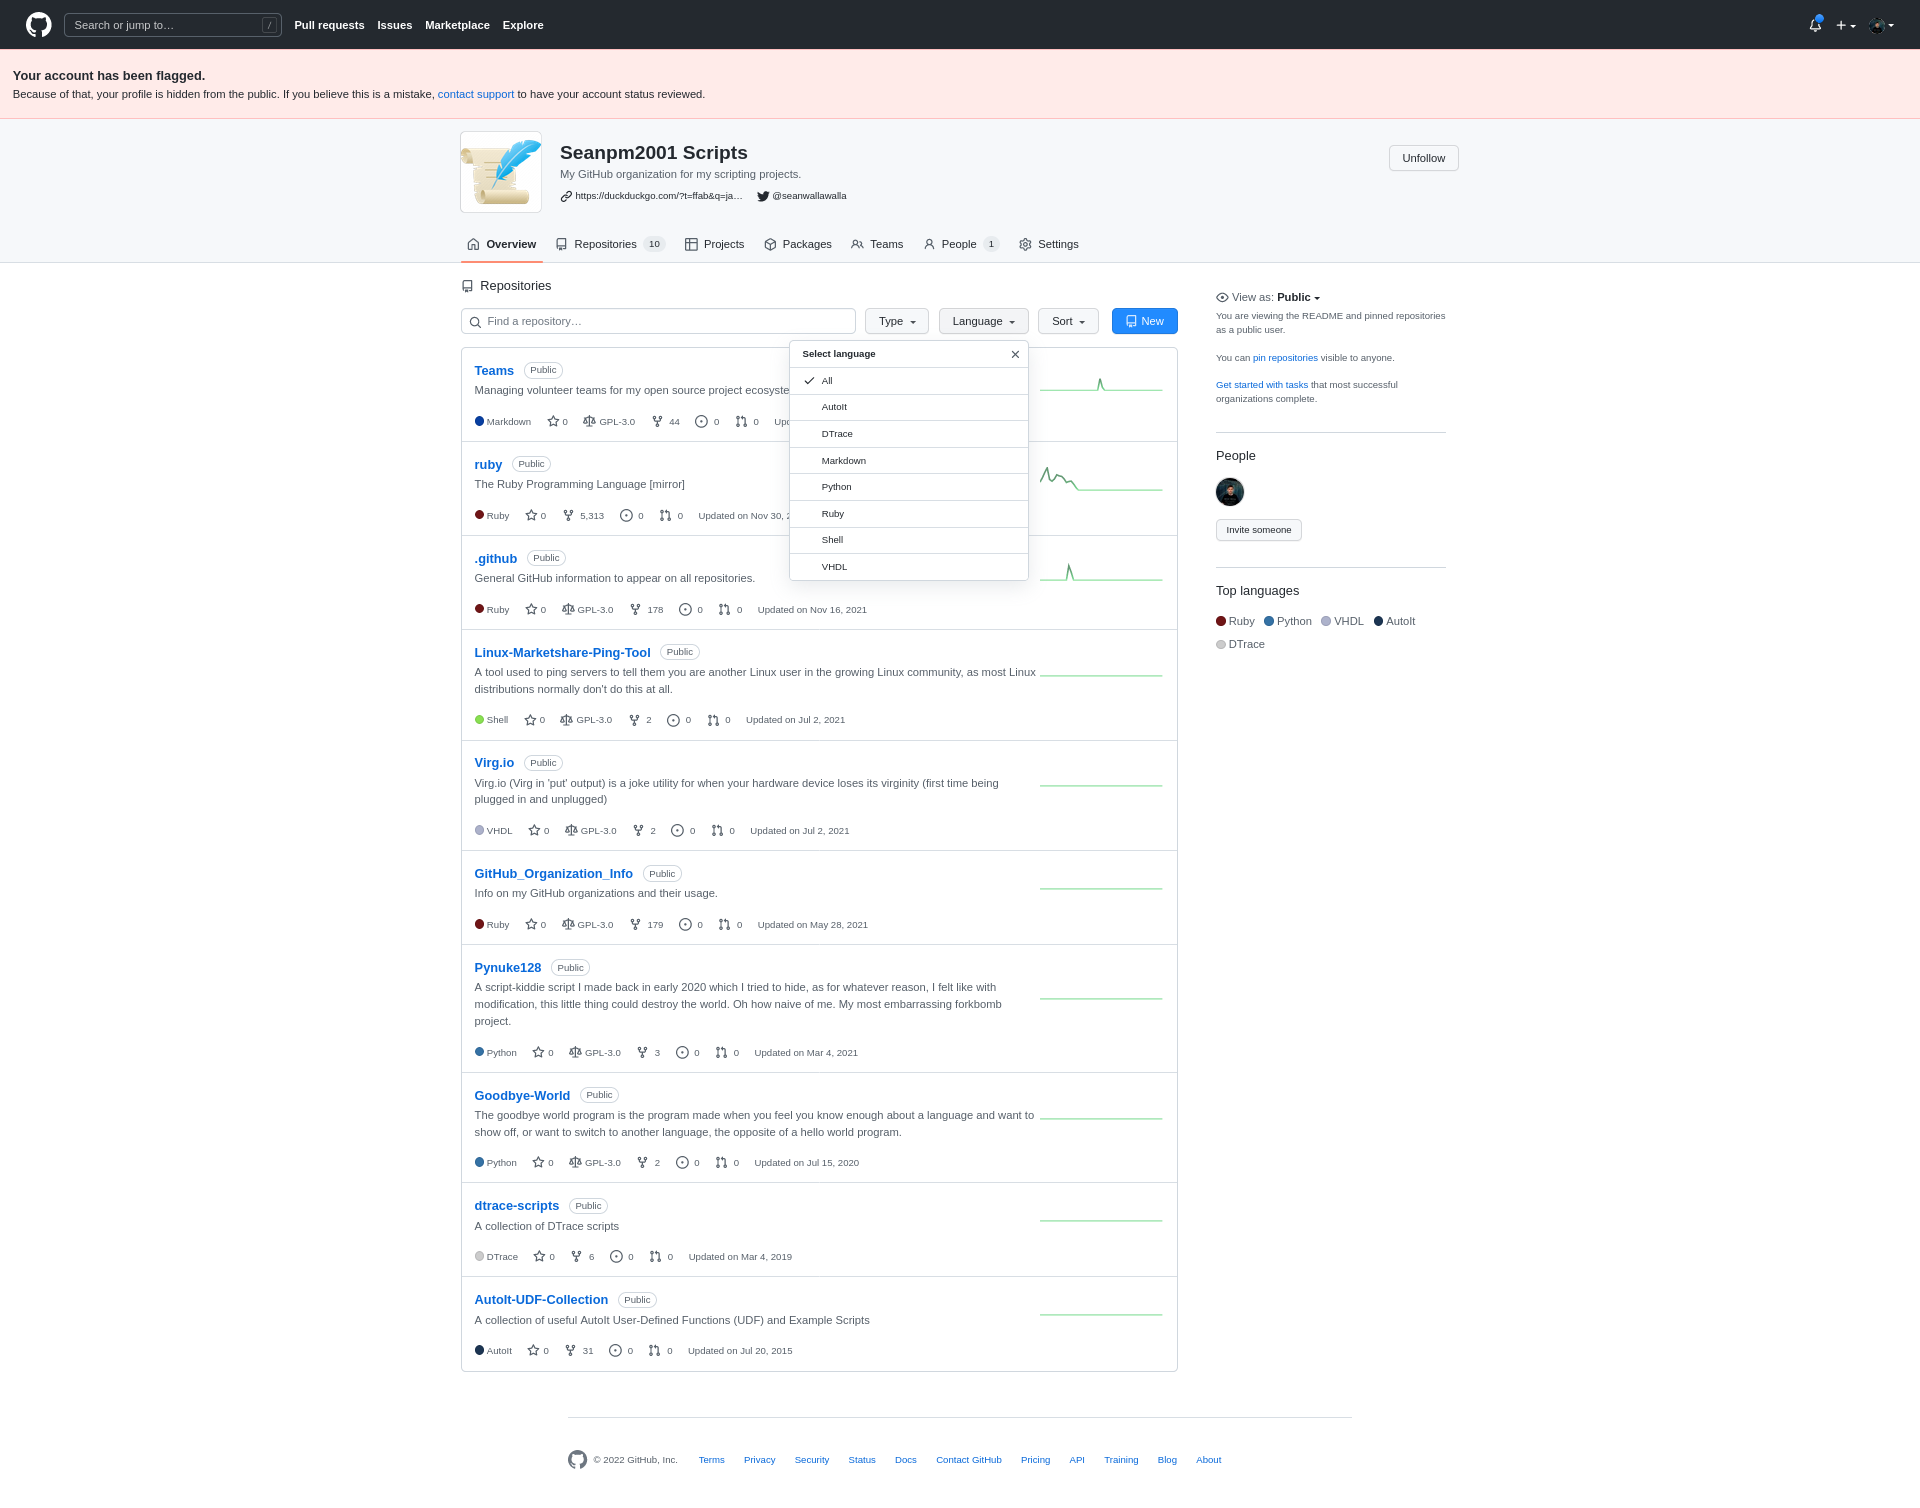 Search or jump to… /
Pull requests Issues Marketplace Explore
Your account has been flagged.
Because of that, your profile is hidden from the public. If you believe this is a mistake, contact support to have your account status reviewed.
Seanpm2001 Scripts
My GitHub organization for my scripting projects.
https://duckduckgo.com/?t=ffab&q=ja… @seanwallawalla
Unfollow
Overview Repositories 10 Projects Packages Teams People 1 Settings
Repositories
Find a repository… Type Language Sort New
Select language
All
AutoIt
DTrace
Markdown
Python
Ruby
Shell
VHDL
Teams Public
Managing volunteer teams for my open source project ecosyste
Markdown 0 GPL-3.0 44 0 0 Upd
ruby Public
The Ruby Programming Language [mirror]
Ruby 0 5,313 0 0 Updated on Nov 30, 2
.github Public
General GitHub information to appear on all repositories.
Ruby 0 GPL-3.0 178 0 0 Updated on Nov 16, 2021
Linux-Marketshare-Ping-Tool Public
A tool used to ping servers to tell them you are another Linux user in the growing Linux community, as most Linux
distributions normally don't do this at all.
Shell 0 GPL-3.0 2 0 0 Updated on Jul 2, 2021
Virg.io Public
Virg.io (Virg in 'put' output) is a joke utility for when your hardware device loses its virginity (first time being
plugged in and unplugged)
VHDL 0 GPL-3.0 2 0 0 Updated on Jul 2, 2021
GitHub_Organization_Info Public
Info on my GitHub organizations and their usage.
Ruby 0 GPL-3.0 179 0 0 Updated on May 28, 2021
Pynuke128 Public
A script-kiddie script I made back in early 2020 which I tried to hide, as for whatever reason, I felt like with
modification, this little thing could destroy the world. Oh how naive of me. My most embarrassing forkbomb
project.
Python 0 GPL-3.0 3 0 0 Updated on Mar 4, 2021
Goodbye-World Public
The goodbye world program is the program made when you feel you know enough about a language and want to
show off, or want to switch to another language, the opposite of a hello world program.
Python 0 GPL-3.0 2 0 0 Updated on Jul 15, 2020
dtrace-scripts Public
A collection of DTrace scripts
DTrace 0 6 0 0 Updated on Mar 4, 2019
AutoIt-UDF-Collection Public
A collection of useful AutoIt User-Defined Functions (UDF) and Example Scripts
AutoIt 0 31 0 0 Updated on Jul 20, 2015
View as: Public
You are viewing the README and pinned repositories
as a public user.
You can pin repositories visible to anyone.
Get started with tasks that most successful
organizations complete.
People
Invite someone
Top languages
Ruby Python VHDL AutoIt
DTrace
© 2022 GitHub, Inc. Terms Privacy Security Status Docs Contact GitHub Pricing API Training Blog About